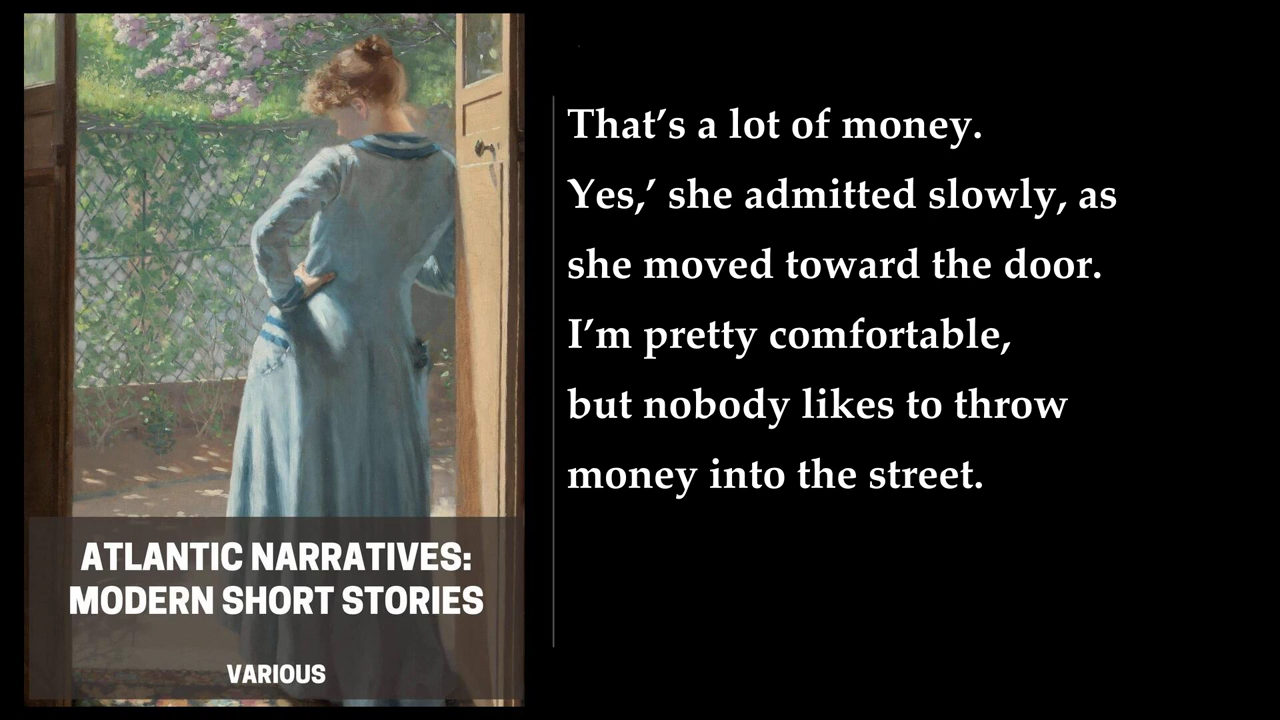 That’s a lot of money.
Yes,’ she admitted slowly, as
she moved toward the door.
I’m pretty comfortable,
but nobody likes to throw
money into the street.
ATLANTIC NARRATIVES:
MODERN SHORT STORIES
VARIOUS